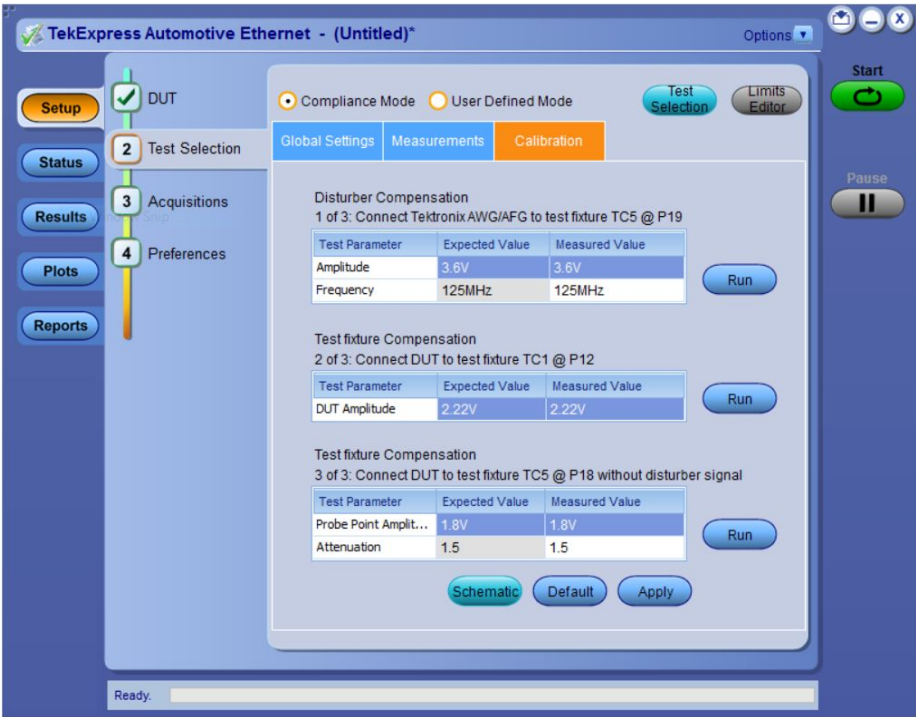 TekExpress Automotive Ethernet - (Untitled)*
Options
Start
Pause
Setup
Status
Results
Plots
Reports
DUT
2 Test Selection
3 Acquisitions
4 Preferences
Compliance Mode
User Defined Mode
Test Selection
Limits Editor
Global Settings
Measurements
Calibration
Disturber Compensation
1 of 3: Connect Tektronix AWG/AFG to test fixture TC5 @ P19
Test Parameter Expected Value Measured Value
Amplitude 3.6V 3.6V
Frequency 125MHz 125MHz
Run
Test fixture Compensation
2 of 3: Connect DUT to test fixture TC1 @ P12
Test Parameter Expected Value Measured Value
DUT Amplitude 2.22V 2.22V
Run
Test fixture Compensation
3 of 3: Connect DUT to test fixture TC5 @ P18 without disturber signal
Test Parameter Expected Value Measured Value
Probe Point Amplit... 1.8V 1.8V
Attenuation 1.5 1.5
Run
Schematic
Default
Apply
Ready.